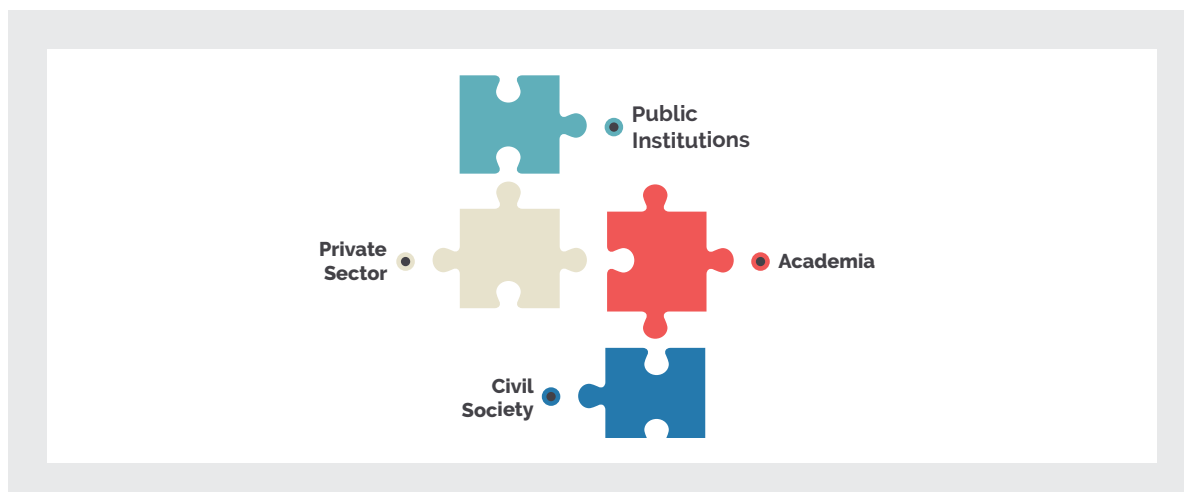 Public
Institutions
Private
Sector
Academia
Civil
Society